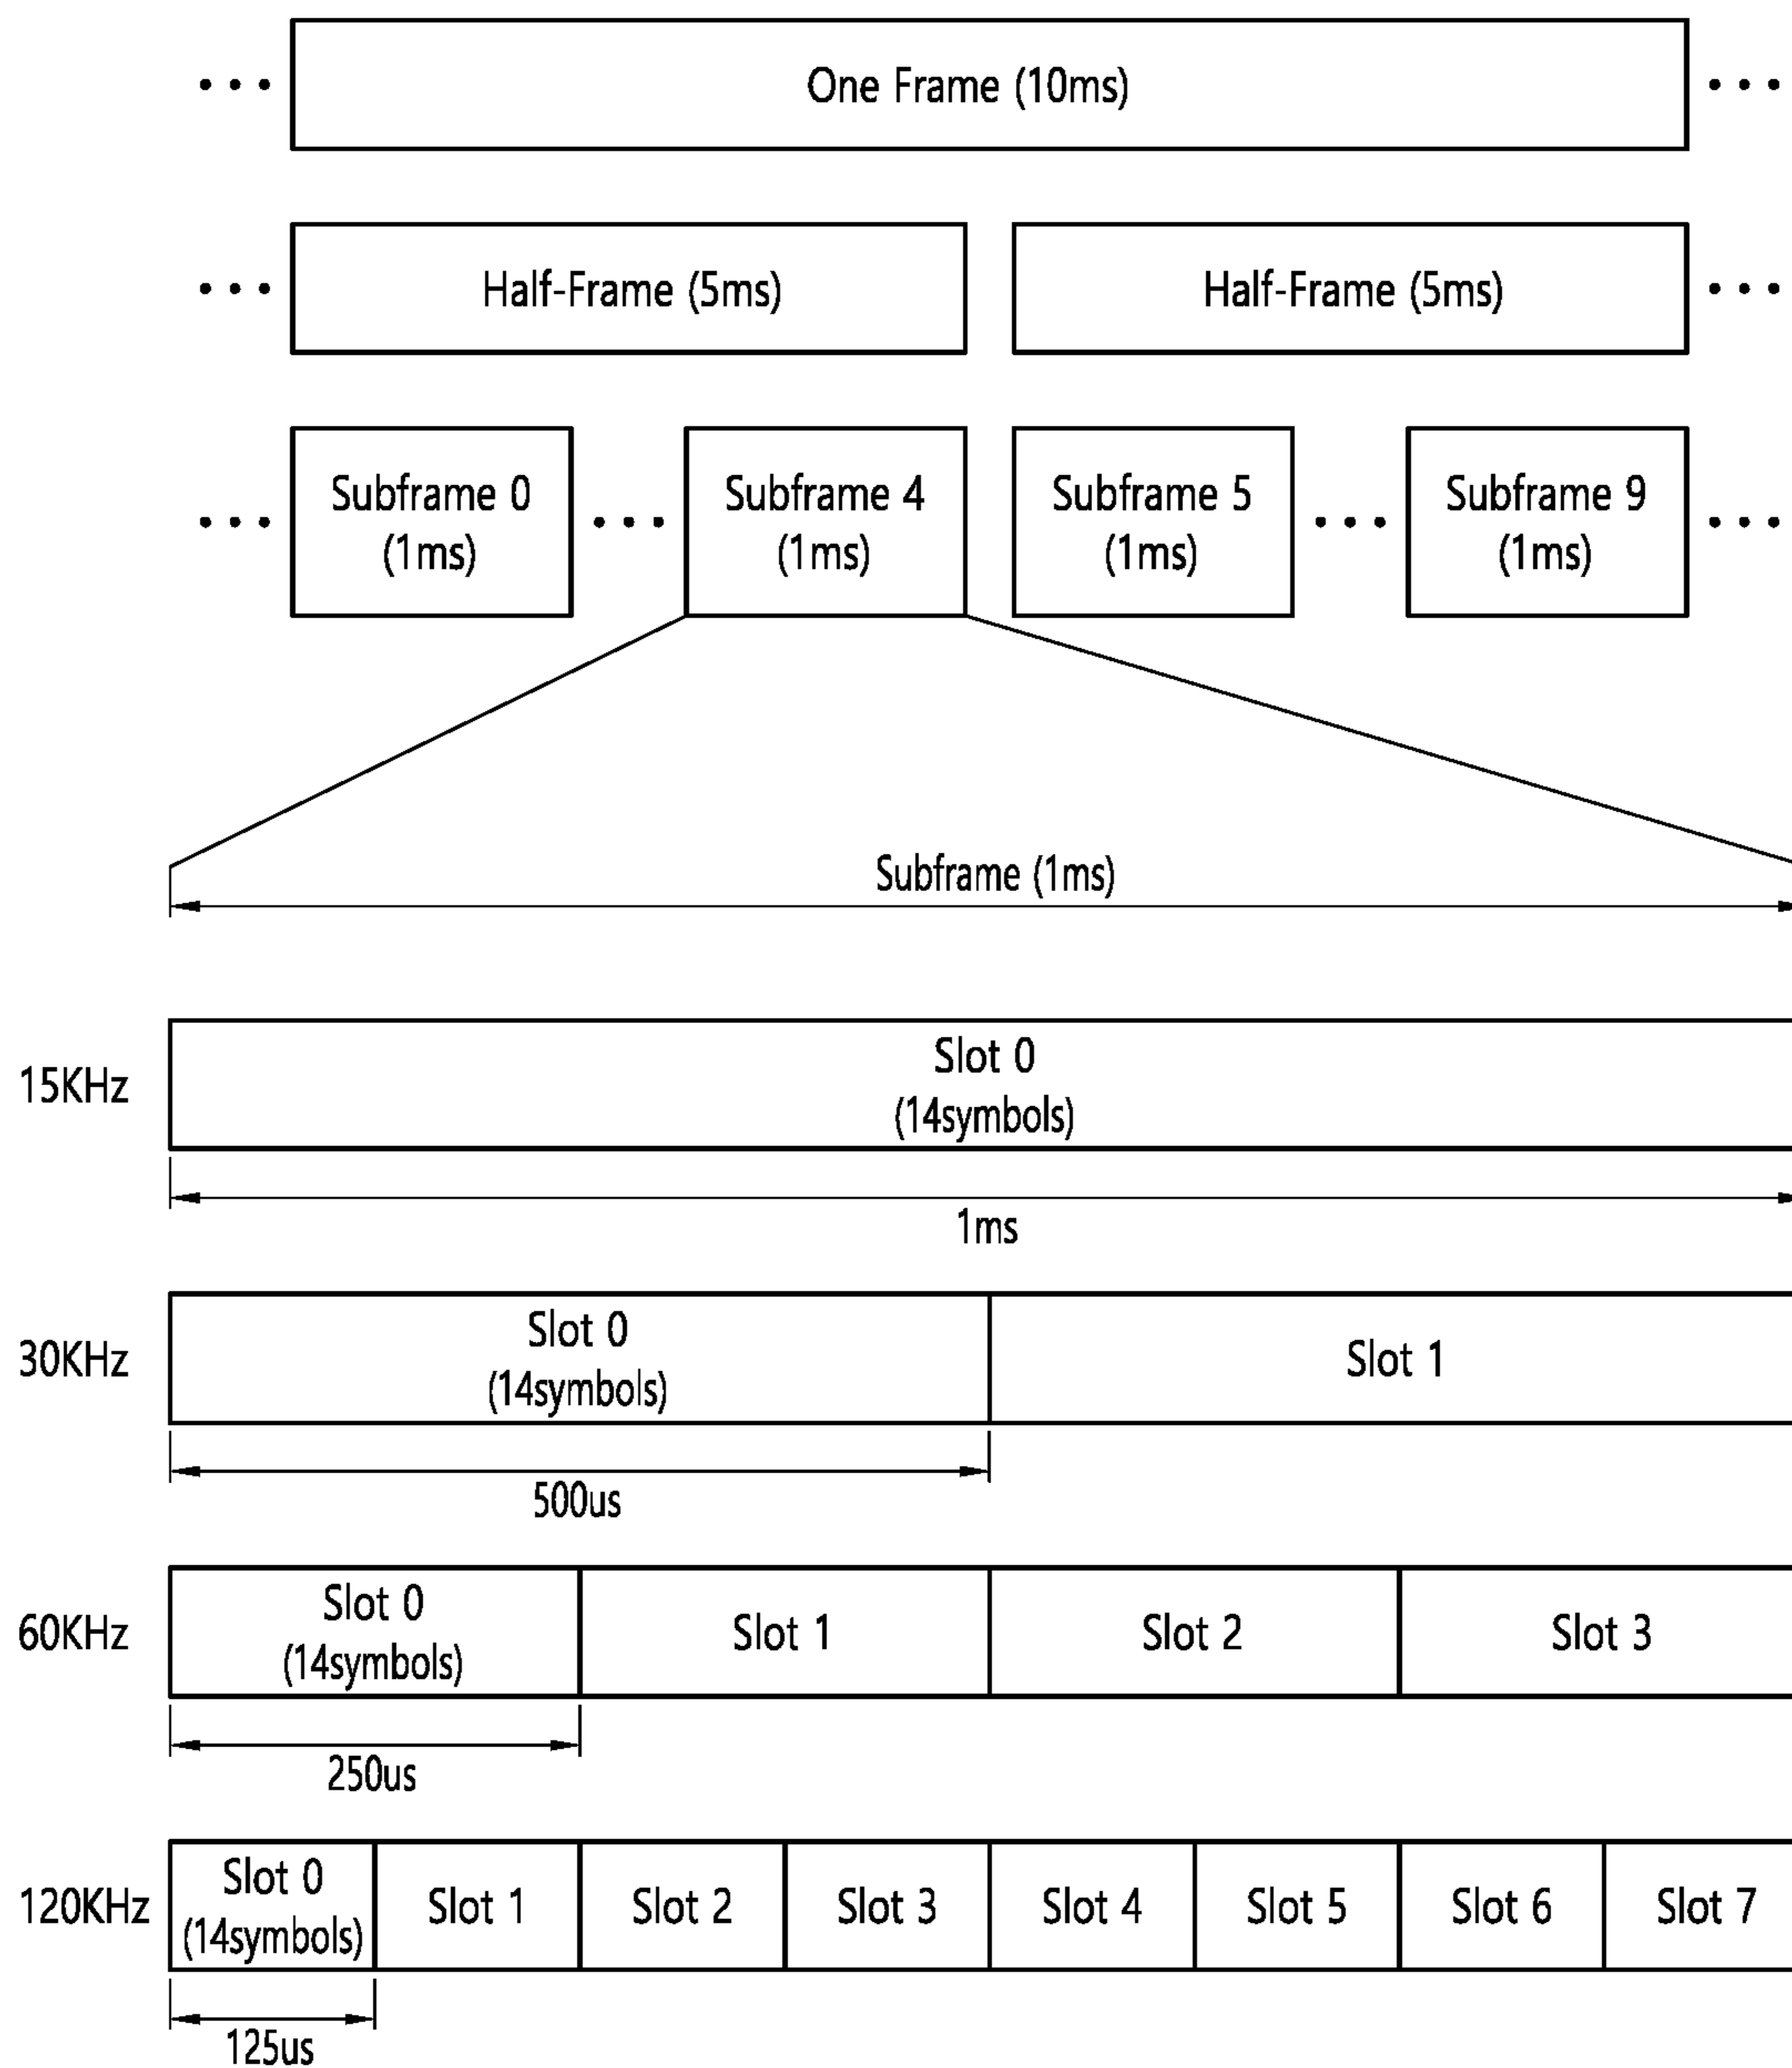 One Frame (10ms)
Half-Frame (5ms)
Half-Frame (5ms)
Subframe 0
(1ms)
Subframe 4
(1ms)
Subframe 5
(1ms)
Subframe 9
(1ms)
Subframe (1ms)
15KHz
Slot 0
(14symbols)
1ms
30KHz
Slot 0
(14symbols)
Slot 1
500us
60KHz
Slot 0
(14symbols)
Slot 1
Slot 2
Slot 3
250us
120KHz
Slot 0
(14symbols)
Slot 1
Slot 2
Slot 3
Slot 4
Slot 5
Slot 6
Slot 7
125us